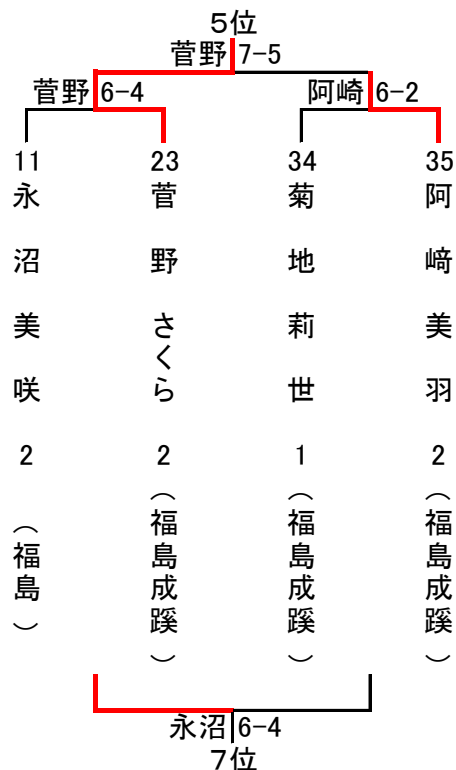 5位
菅野 7-5
菅野 6-4
阿崎 6-2
11
永沼美咲 2 (福島)
23
菅野さくら 2 (福島成蹊)
34
菊地莉世 1 (福島成蹊)
35
阿﨑美羽 2 (福島成蹊)
永沼 6-4
7位